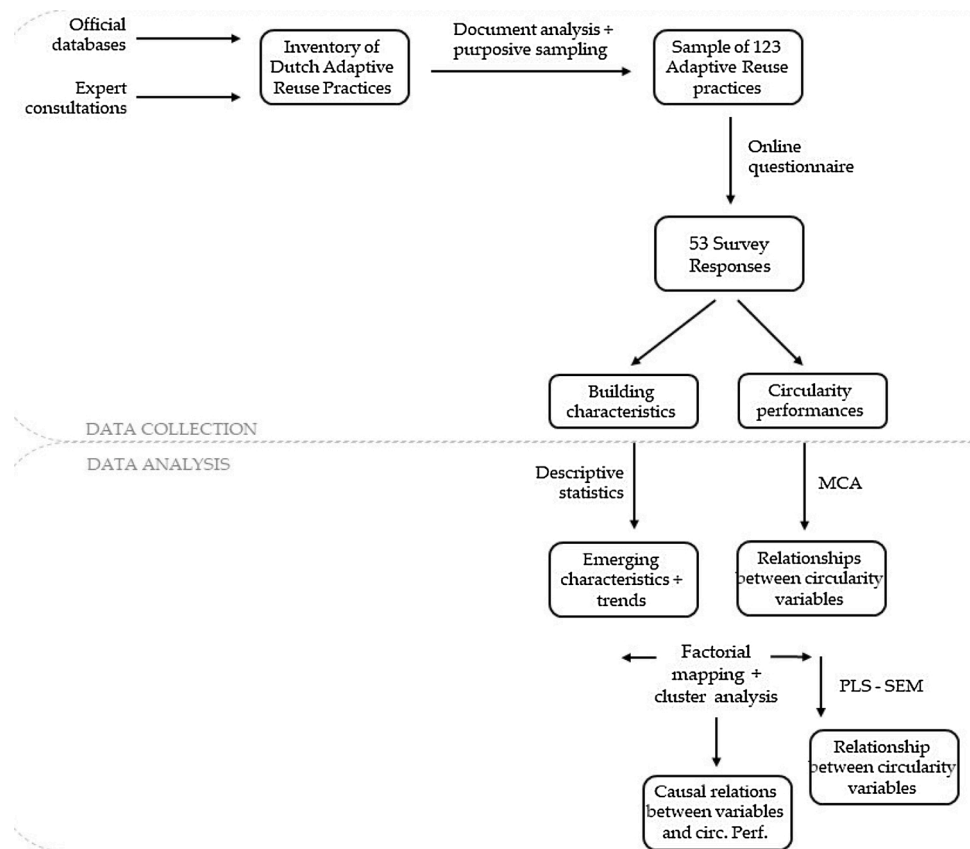 Official
databases
Expert
consultations
Inventory of
Dutch Adaptive
Reuse Practices
Document analysis +
purposive sampling
Sample of 123
Adaptive Reuse
practices
Online
questionnaire
53 Survey
Responses
Building
characteristics
Circularity
performances
DATA COLLECTION
DATA ANALYSIS
Descriptive
statistics
MCA
Emerging
characteristics +
trends
Relationships
between circularity
variables
Factorial
mapping +
cluster analysis
PLS - SEM
Relationship
between circularity
variables
Causal relations
between variables
and circ. Perf.